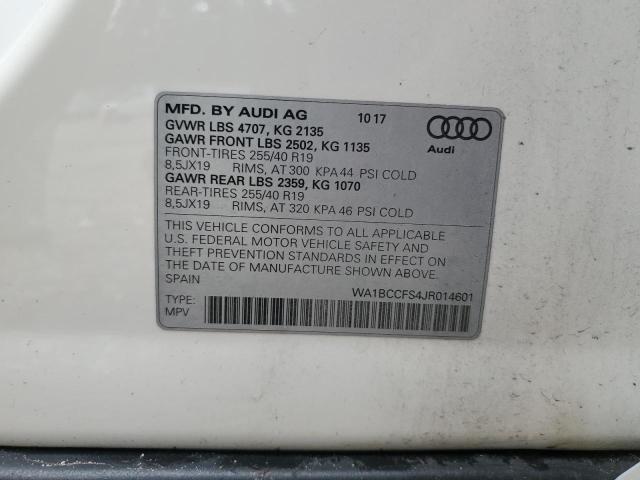 MFD. BY AUDI AG 10 17
GVWR LBS 4707, KG 2135
GAWR FRONT LBS 2502, KG 1135
FRONT-TIRES 255/40 R19
8,5JX19 RIMS, AT 300 KPA 44 PSI COLD
GAWR REAR LBS 2359, KG 1070
REAR-TIRES 255/40 R19
8,5JX19 RIMS, AT 320 KPA 46 PSI COLD
Audi
THIS VEHICLE CONFORMS TO ALL APPLICABLE
U.S. FEDERAL MOTOR VEHICLE SAFETY AND
THEFT PREVENTION STANDARDS IN EFFECT ON
THE DATE OF MANUFACTURE SHOWN ABOVE.
SPAIN
WA1BCCFS4JR014601
TYPE:
MPV